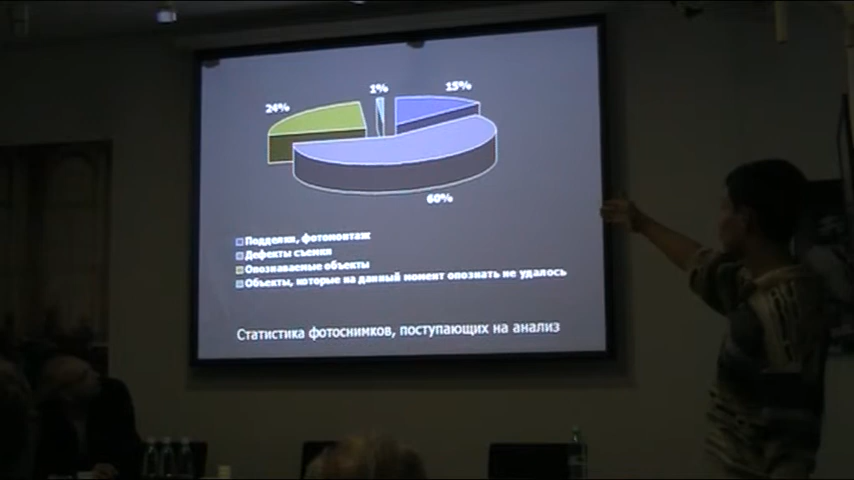 1%
15%
24%
60%
Подделки, фотомонтаж
Дефекты съемки
Опознаваемые объекты
Объекты, которые на данный момент опознать не удалось
Статистика фотоснимков, поступающих на анализ